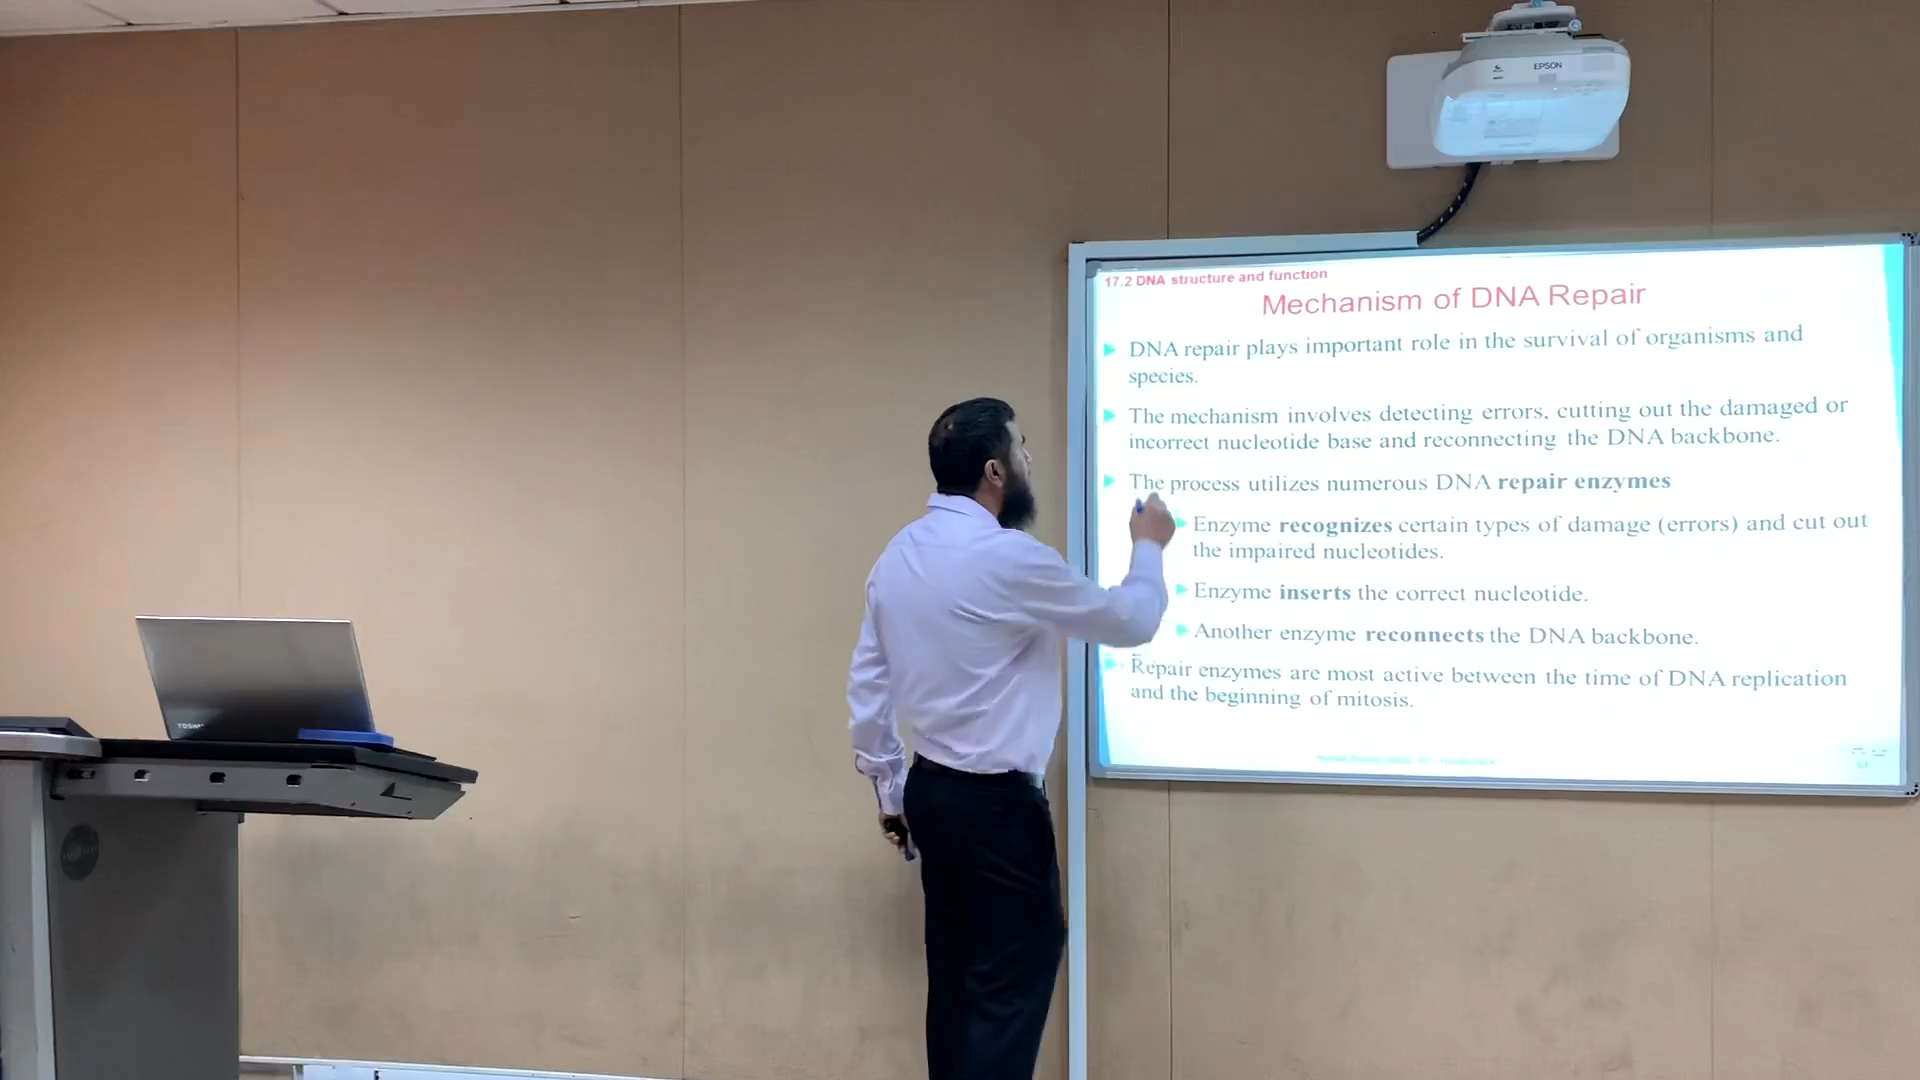 EPSON
17.2 DNA structure and function
Mechanism of DNA Repair
DNA repair plays important role in the survival of organisms and
species.
The mechanism involves detecting errors, cutting out the damaged or
incorrect nucleotide base and reconnecting the DNA backbone.
The process utilizes numerous DNA repair enzymes
Enzyme recognizes certain types of damage (errors) and cut out
the impaired nucleotides.
Enzyme inserts the correct nucleotide.
Another enzyme reconnects the DNA backbone.
Repair enzymes are most active between the time of DNA replication
and the beginning of mitosis.